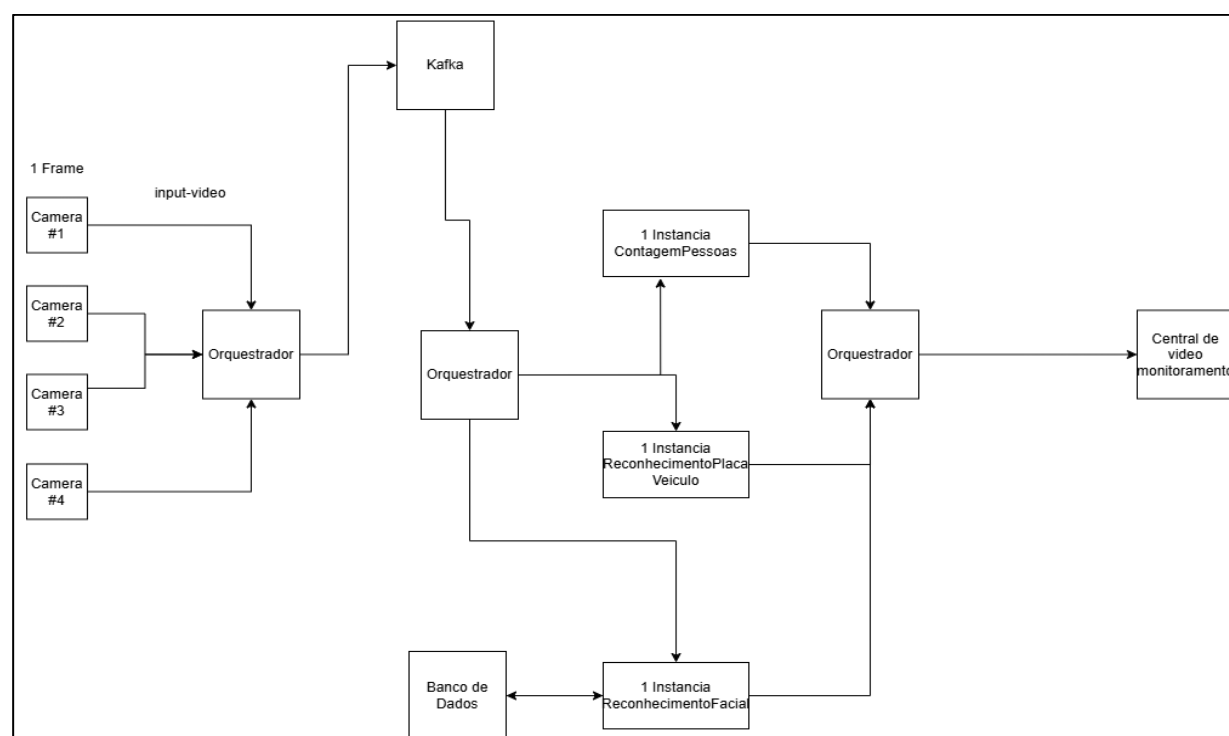 Kafka
1 Frame
input-video
Camera
#1
Camera
#2
Camera
#3
Camera
#4
Orquestrador
Orquestrador
1 Instancia
ContagemPessoas
1 Instancia
ReconhecimentoPlaca
Veiculo
Orquestrador
Central de
video
monitoramento
Banco de
Dados
1 Instancia
ReconhecimentoFacial